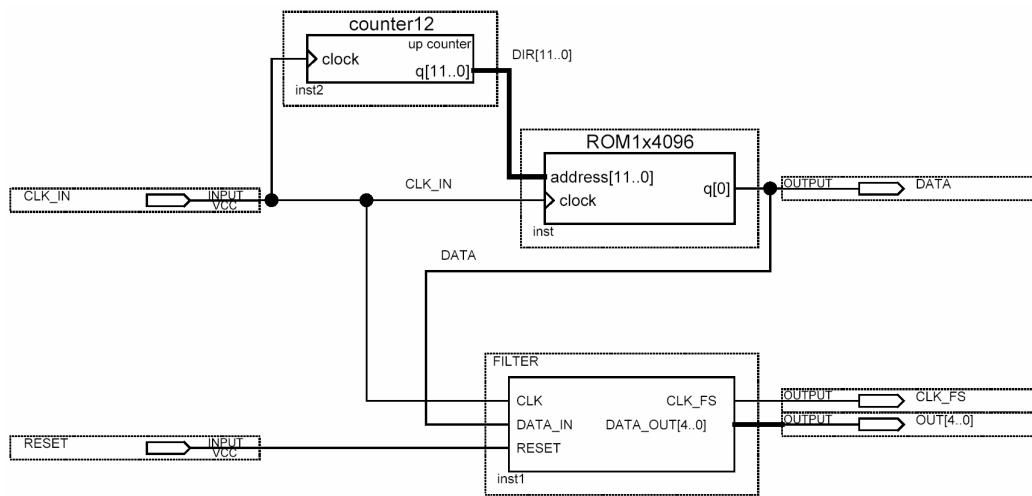 counter12
up counter
clock
q[11..0]
inst2
DIR[11..0]
ROM1x4096
address[11..0]
q[0]
clock
inst
CLK_IN
INPUT
VCC
CLK_IN
OUTPUT
DATA
DATA
FILTER
CLK
CLK_FS
DATA_IN
DATA_OUT[4..0]
RESET
inst1
OUTPUT
CLK_FS
OUTPUT
OUT[4..0]
RESET
INPUT
VCC